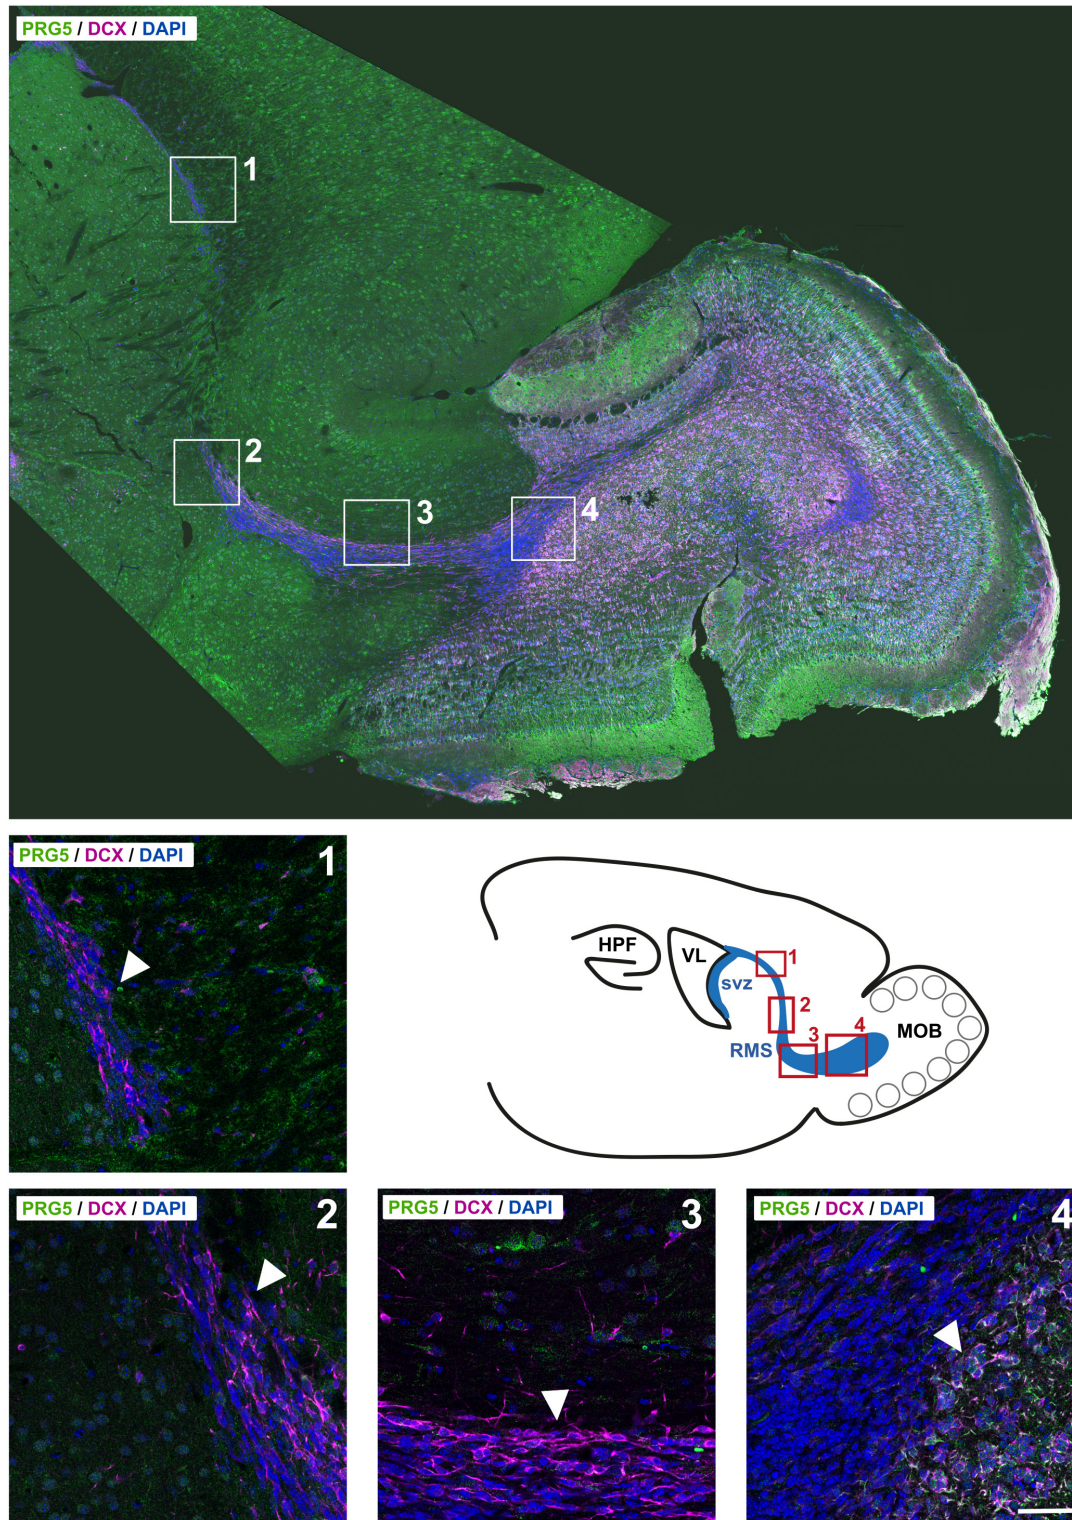 PRG5 / DCX / DAPI
1
2
3
4
PRG5 / DCX / DAPI
1
HPF
VL
svz
1
2
3
4
RMS
MOB
PRG5 / DCX / DAPI
2
PRG5 / DCX / DAPI
3
PRG5 / DCX / DAPI
4